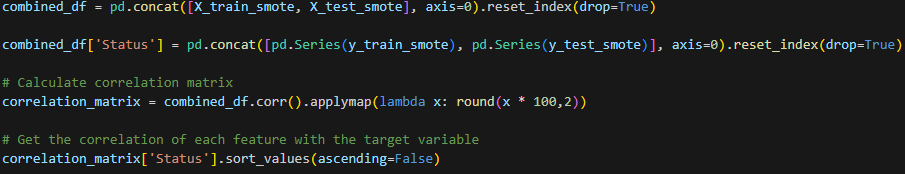 combined_df = pd.concat([X_train_smote, X_test_smote], axis=0).reset_index(drop=True)
combined_df['Status'] = pd.concat([pd.Series(y_train_smote), pd.Series(y_test_smote)], axis=0).reset_index(drop=True)
# Calculate correlation matrix
correlation_matrix = combined_df.corr().applymap(lambda x: round(x * 100,2))
# Get the correlation of each feature with the target variable
correlation_matrix['Status'].sort_values(ascending=False)